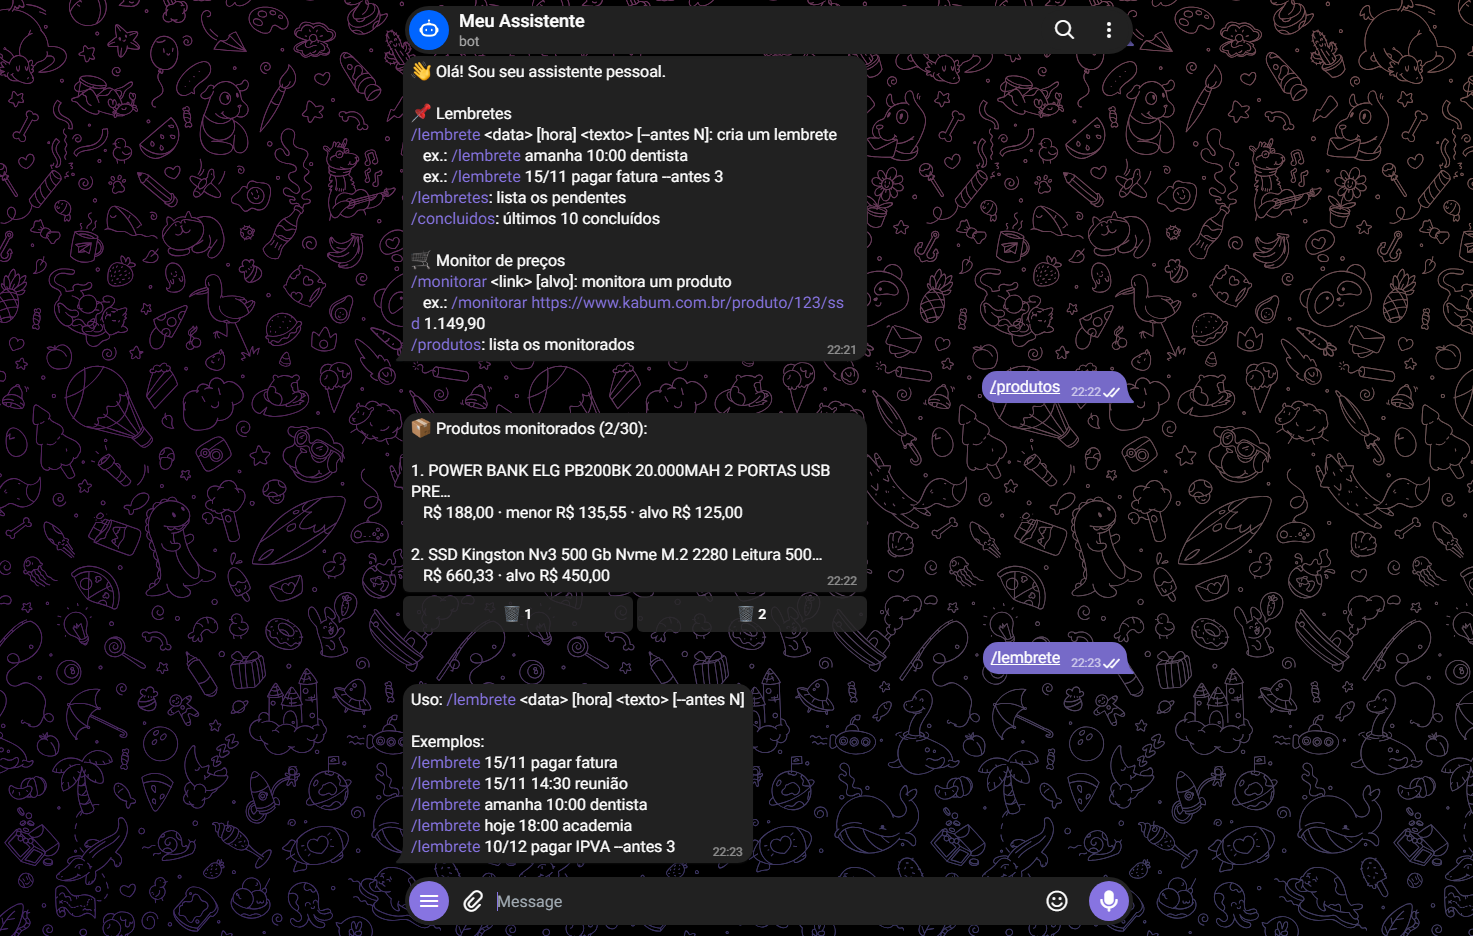 Meu Assistente
bot
👋 Olá! Sou seu assistente pessoal.
📌 Lembretes
/lembrete <data> [hora] <texto> [--antes N]: cria um lembrete
ex.: /lembrete amanha 10:00 dentista
ex.: /lembrete 15/11 pagar fatura --antes 3
/lembretes: lista os pendentes
/concluidos: últimos 10 concluídos
🛒 Monitor de preços
/monitorar <link> [alvo]: monitora um produto
ex.: /monitorar https://www.kabum.com.br/produto/123/ss
d 1.149,90
/produtos: lista os monitorados
22:21
/produtos 22:22
📦 Produtos monitorados (2/30):
1. POWER BANK ELG PB200BK 20.000MAH 2 PORTAS USB
PRE...
R$ 188,00 · menor R$ 135,55 · alvo R$ 125,00
2. SSD Kingston Nv3 500 Gb Nvme M.2 2280 Leitura 500...
R$ 660,33 · alvo R$ 450,00
22:22
🗑️ 1
🗑️ 2
/lembrete 22:23
Uso: /lembrete <data> [hora] <texto> [--antes N]
Exemplos:
/lembrete 15/11 pagar fatura
/lembrete 15/11 14:30 reunião
/lembrete amanha 10:00 dentista
/lembrete hoje 18:00 academia
/lembrete 10/12 pagar IPVA --antes 3
22:23
Message